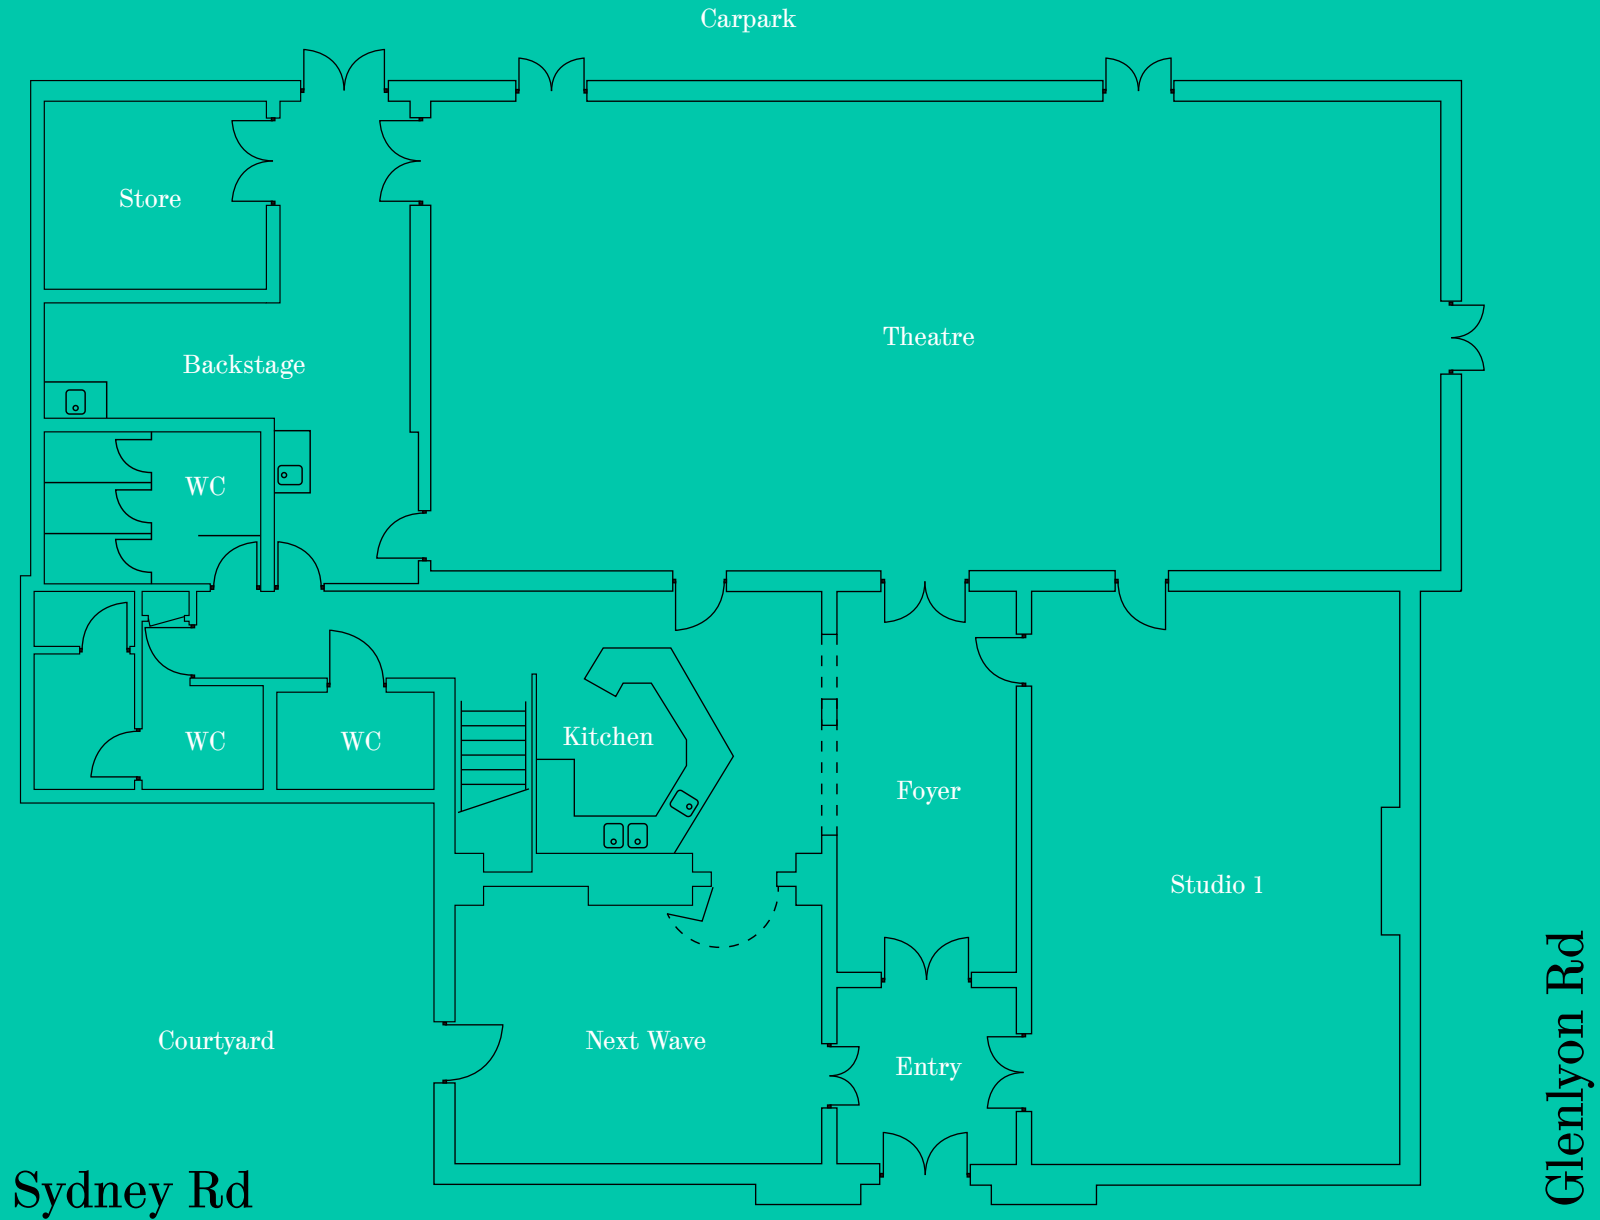 Carpark
Store
Theatre
Backstage
WC
WC
WC
Kitchen
Foyer
Studio 1
Courtyard
Next Wave
Entry
Sydney Rd
Glenlyon Rd